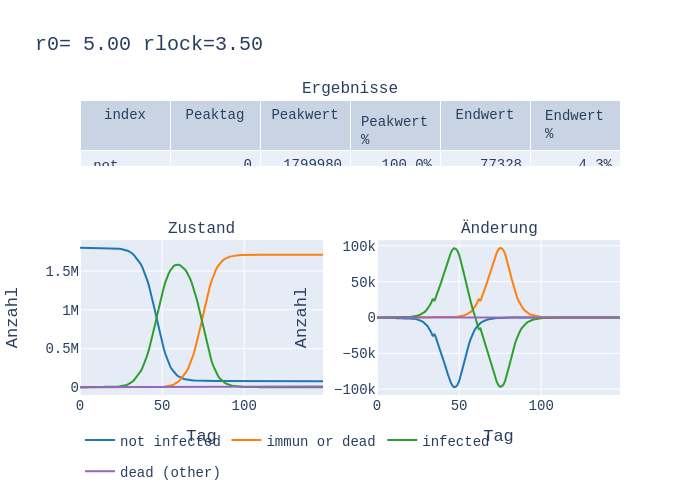 r0= 5.00 rlock=3.50
Ergebnisse
index Peaktag Peakwert Peakwert % Endwert Endwert %
not 0 1799980 100.0% 77328 4.3%
Zustand
Anzahl
1.5M
1M
0.5M
0
0 50 100
Tag
Änderung
Anzahl
100k
50k
0
−50k
−100k
0 50 100
Tag
not infected immun or dead infected
dead (other)